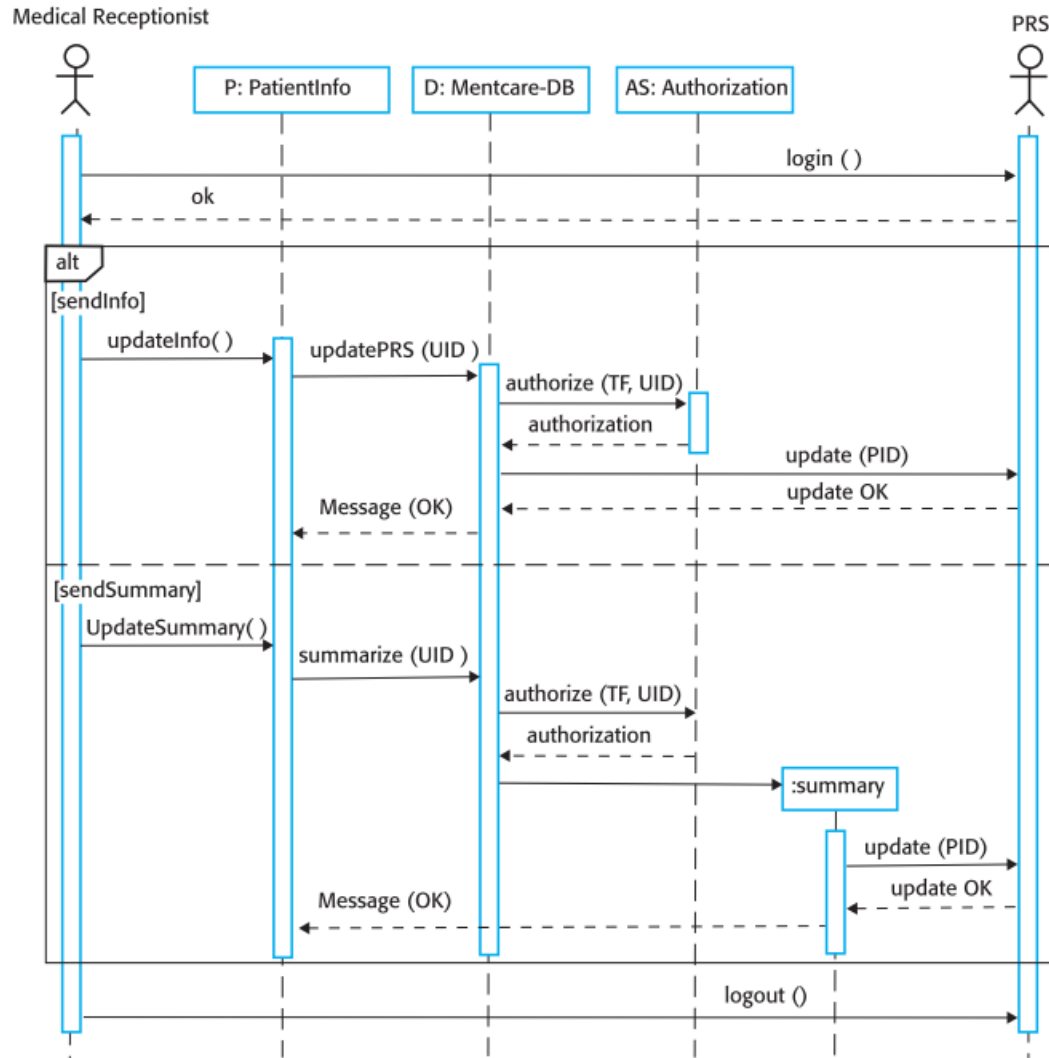 Medical Receptionist
PRS
P: PatientInfo
D: Mentcare-DB
AS: Authorization
login ( )
ok
alt
[sendInfo]
updateInfo( )
updatePRS (UID )
authorize (TF, UID)
authorization
update (PID)
update OK
Message (OK)
[sendSummary]
UpdateSummary( )
summarize (UID )
authorize (TF, UID)
authorization
:summary
update (PID)
update OK
Message (OK)
logout ()